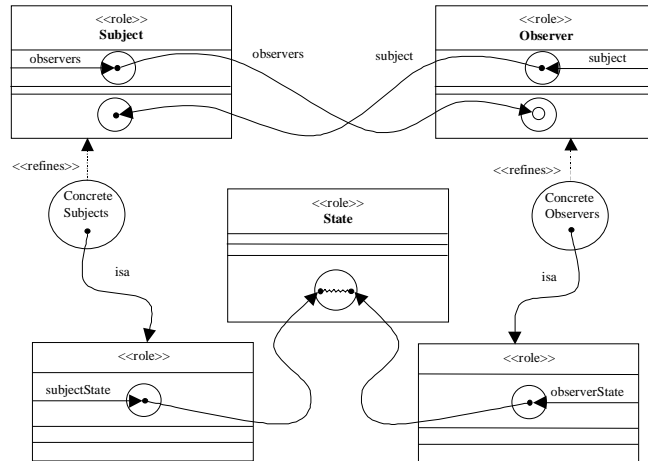 <<role>>
Subject
<<role>>
Observer
observers
observers
subject
subject
<<refines>>
<<refines>>
Concrete
Subjects
<<role>>
State
Concrete
Observers
isa
isa
<<role>>
<<role>>
subjectState
observerState